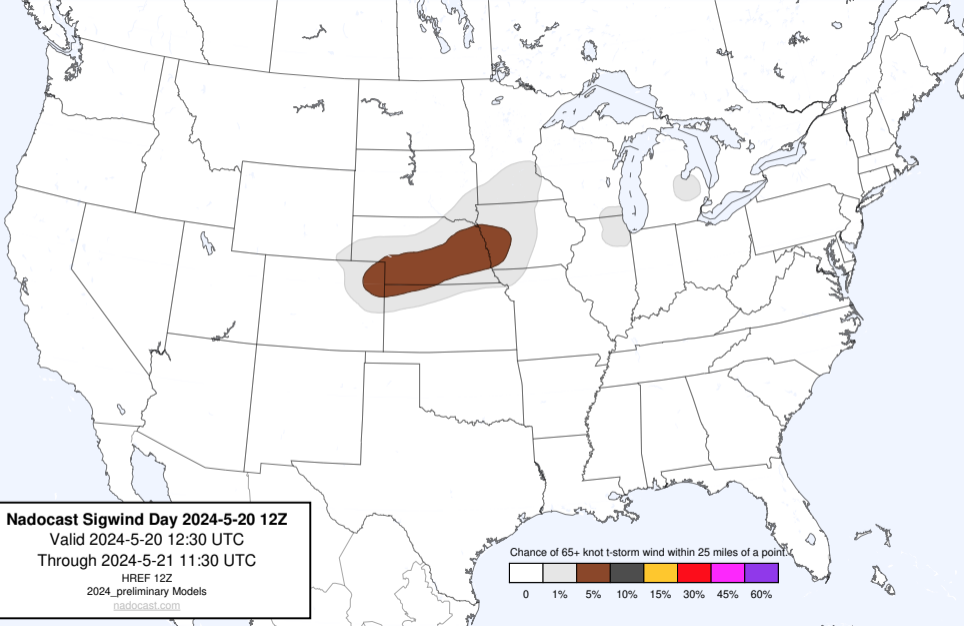 Nadocast Sigwind Day 2024-5-20 12Z
Valid 2024-5-20 12:30 UTC
Through 2024-5-21 11:30 UTC
HREF 12Z
2024_preliminary Models
nadocast.com
Chance of 65+ knot t-storm wind within 25 miles of a point.
0 1% 5% 10% 15% 30% 45% 60%